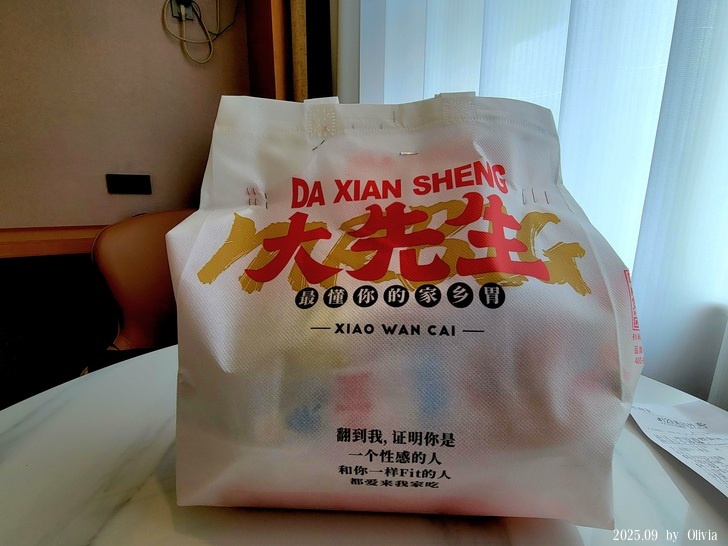 DA XIAN SHENG
大先生
最懂你的家乡胃
XIAO WAN CAI
翻到我,证明你是
一个性感的人
和你一样Fit的人
都爱来我家吃
2025.09 by Olivia